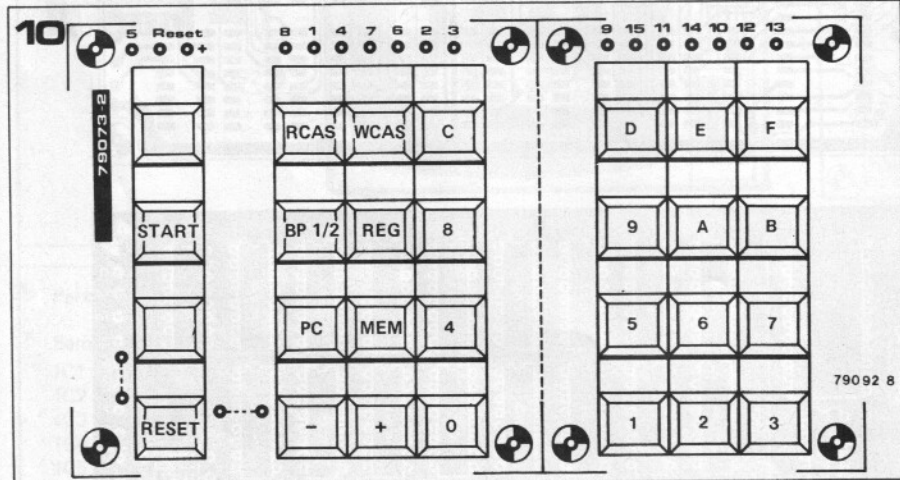 10
5 Reset +
8 1 4 7 6 2 3
9 15 11 14 10 12 13
79073-2
RCAS WCAS C
D E F
START
BP 1/2 REG 8
9 A B
PC MEM 4
5 6 7
79092 8
RESET
- + 0
1 2 3